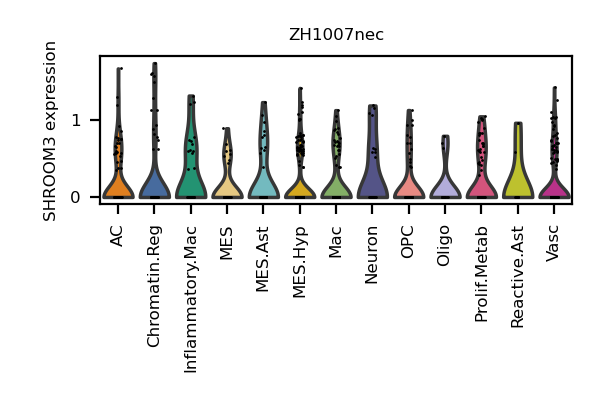 ZH1007nec
SHROOM3 expression
1
0
AC
Chromatin.Reg
Inflammatory.Mac
MES
MES.Ast
MES.Hyp
Mac
Neuron
OPC
Oligo
Prolif.Metab
Reactive.Ast
Vasc